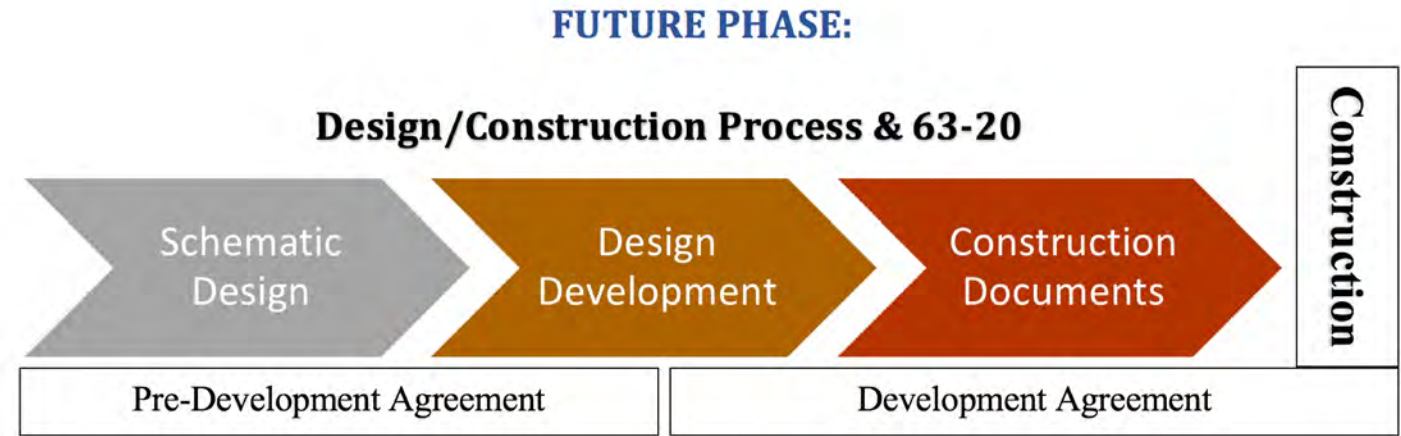 FUTURE PHASE:
Design/Construction Process & 63-20
Schematic
Design
Design
Development
Construction
Documents
Construction
Pre-Development Agreement
Development Agreement